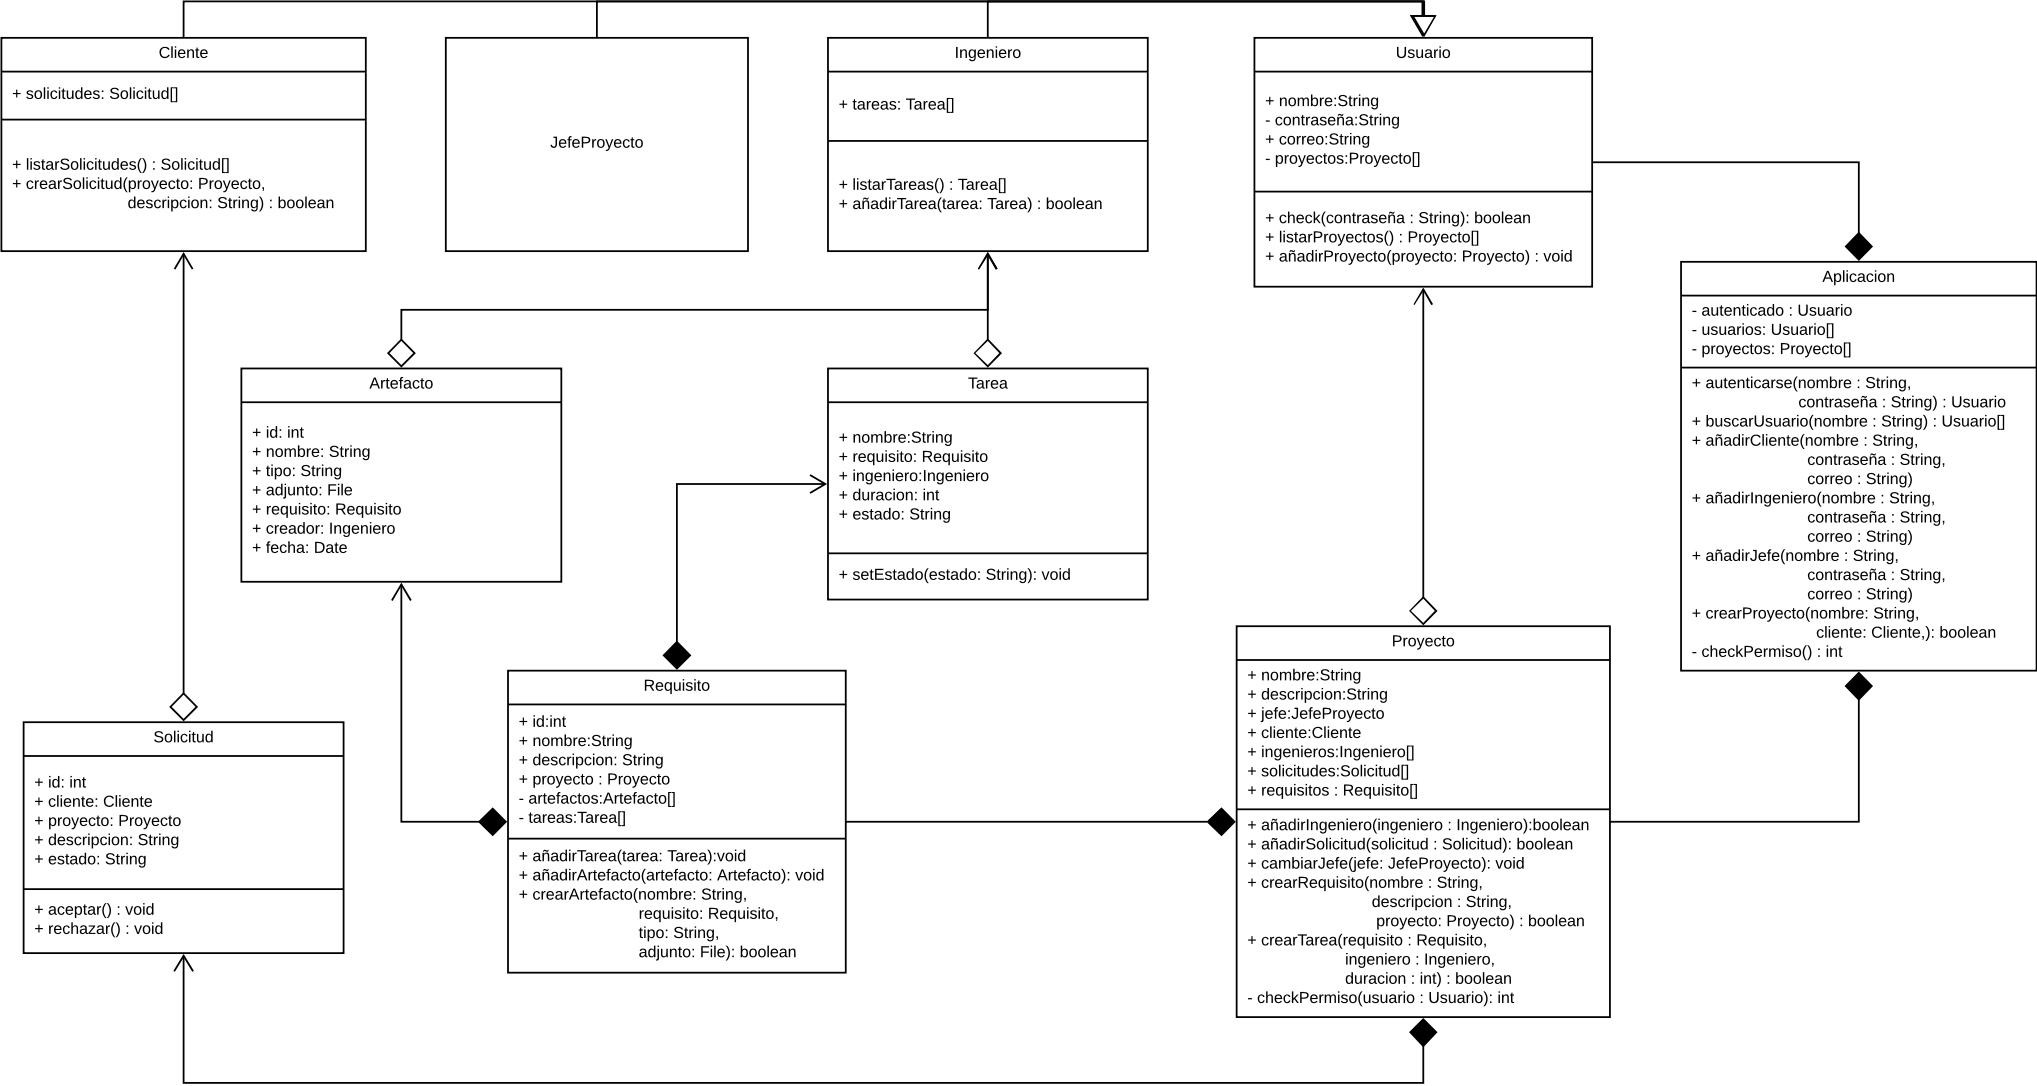 Cliente
+ solicitudes: Solicitud[]
+ listarSolicitudes() : Solicitud[]
+ crearSolicitud(proyecto: Proyecto,
descripcion: String) : boolean
JefeProyecto
Ingeniero
+ tareas: Tarea[]
+ listarTareas() : Tarea[]
+ añadirTarea(tarea: Tarea) : boolean
Usuario
+ nombre:String
- contraseña:String
+ correo:String
- proyectos:Proyecto[]
+ check(contraseña : String): boolean
+ listarProyectos() : Proyecto[]
+ añadirProyecto(proyecto: Proyecto) : void
Aplicacion
- autenticado : Usuario
- usuarios: Usuario[]
- proyectos: Proyecto[]
+ autenticarse(nombre : String,
contraseña : String) : Usuario
+ buscarUsuario(nombre : String) : Usuario[]
+ añadirCliente(nombre : String,
contraseña : String,
correo : String)
+ añadirIngeniero(nombre : String,
contraseña : String,
correo : String)
+ añadirJefe(nombre : String,
contraseña : String,
correo : String)
+ crearProyecto(nombre: String,
cliente: Cliente,): boolean
- checkPermiso() : int
Artefacto
+ id: int
+ nombre: String
+ tipo: String
+ adjunto: File
+ requisito: Requisito
+ creador: Ingeniero
+ fecha: Date
Tarea
+ nombre:String
+ requisito: Requisito
+ ingeniero:Ingeniero
+ duracion: int
+ estado: String
+ setEstado(estado: String): void
Solicitud
+ id: int
+ cliente: Cliente
+ proyecto: Proyecto
+ descripcion: String
+ estado: String
+ aceptar() : void
+ rechazar() : void
Requisito
+ id:int
+ nombre:String
+ descripcion: String
+ proyecto : Proyecto
- artefactos:Artefacto[]
- tareas:Tarea[]
+ añadirTarea(tarea: Tarea):void
+ añadirArtefacto(artefacto: Artefacto): void
+ crearArtefacto(nombre: String,
requisito: Requisito,
tipo: String,
adjunto: File): boolean
Proyecto
+ nombre:String
+ descripcion:String
+ jefe:JefeProyecto
+ cliente:Cliente
+ ingenieros:Ingeniero[]
+ solicitudes:Solicitud[]
+ requisitos : Requisito[]
+ añadirIngeniero(ingeniero : Ingeniero):boolean
+ añadirSolicitud(solicitud : Solicitud): boolean
+ cambiarJefe(jefe: JefeProyecto): void
+ crearRequisito(nombre : String,
descripcion : String,
proyecto: Proyecto) : boolean
+ crearTarea(requisito : Requisito,
ingeniero : Ingeniero,
duracion : int) : boolean
- checkPermiso(usuario : Usuario): int